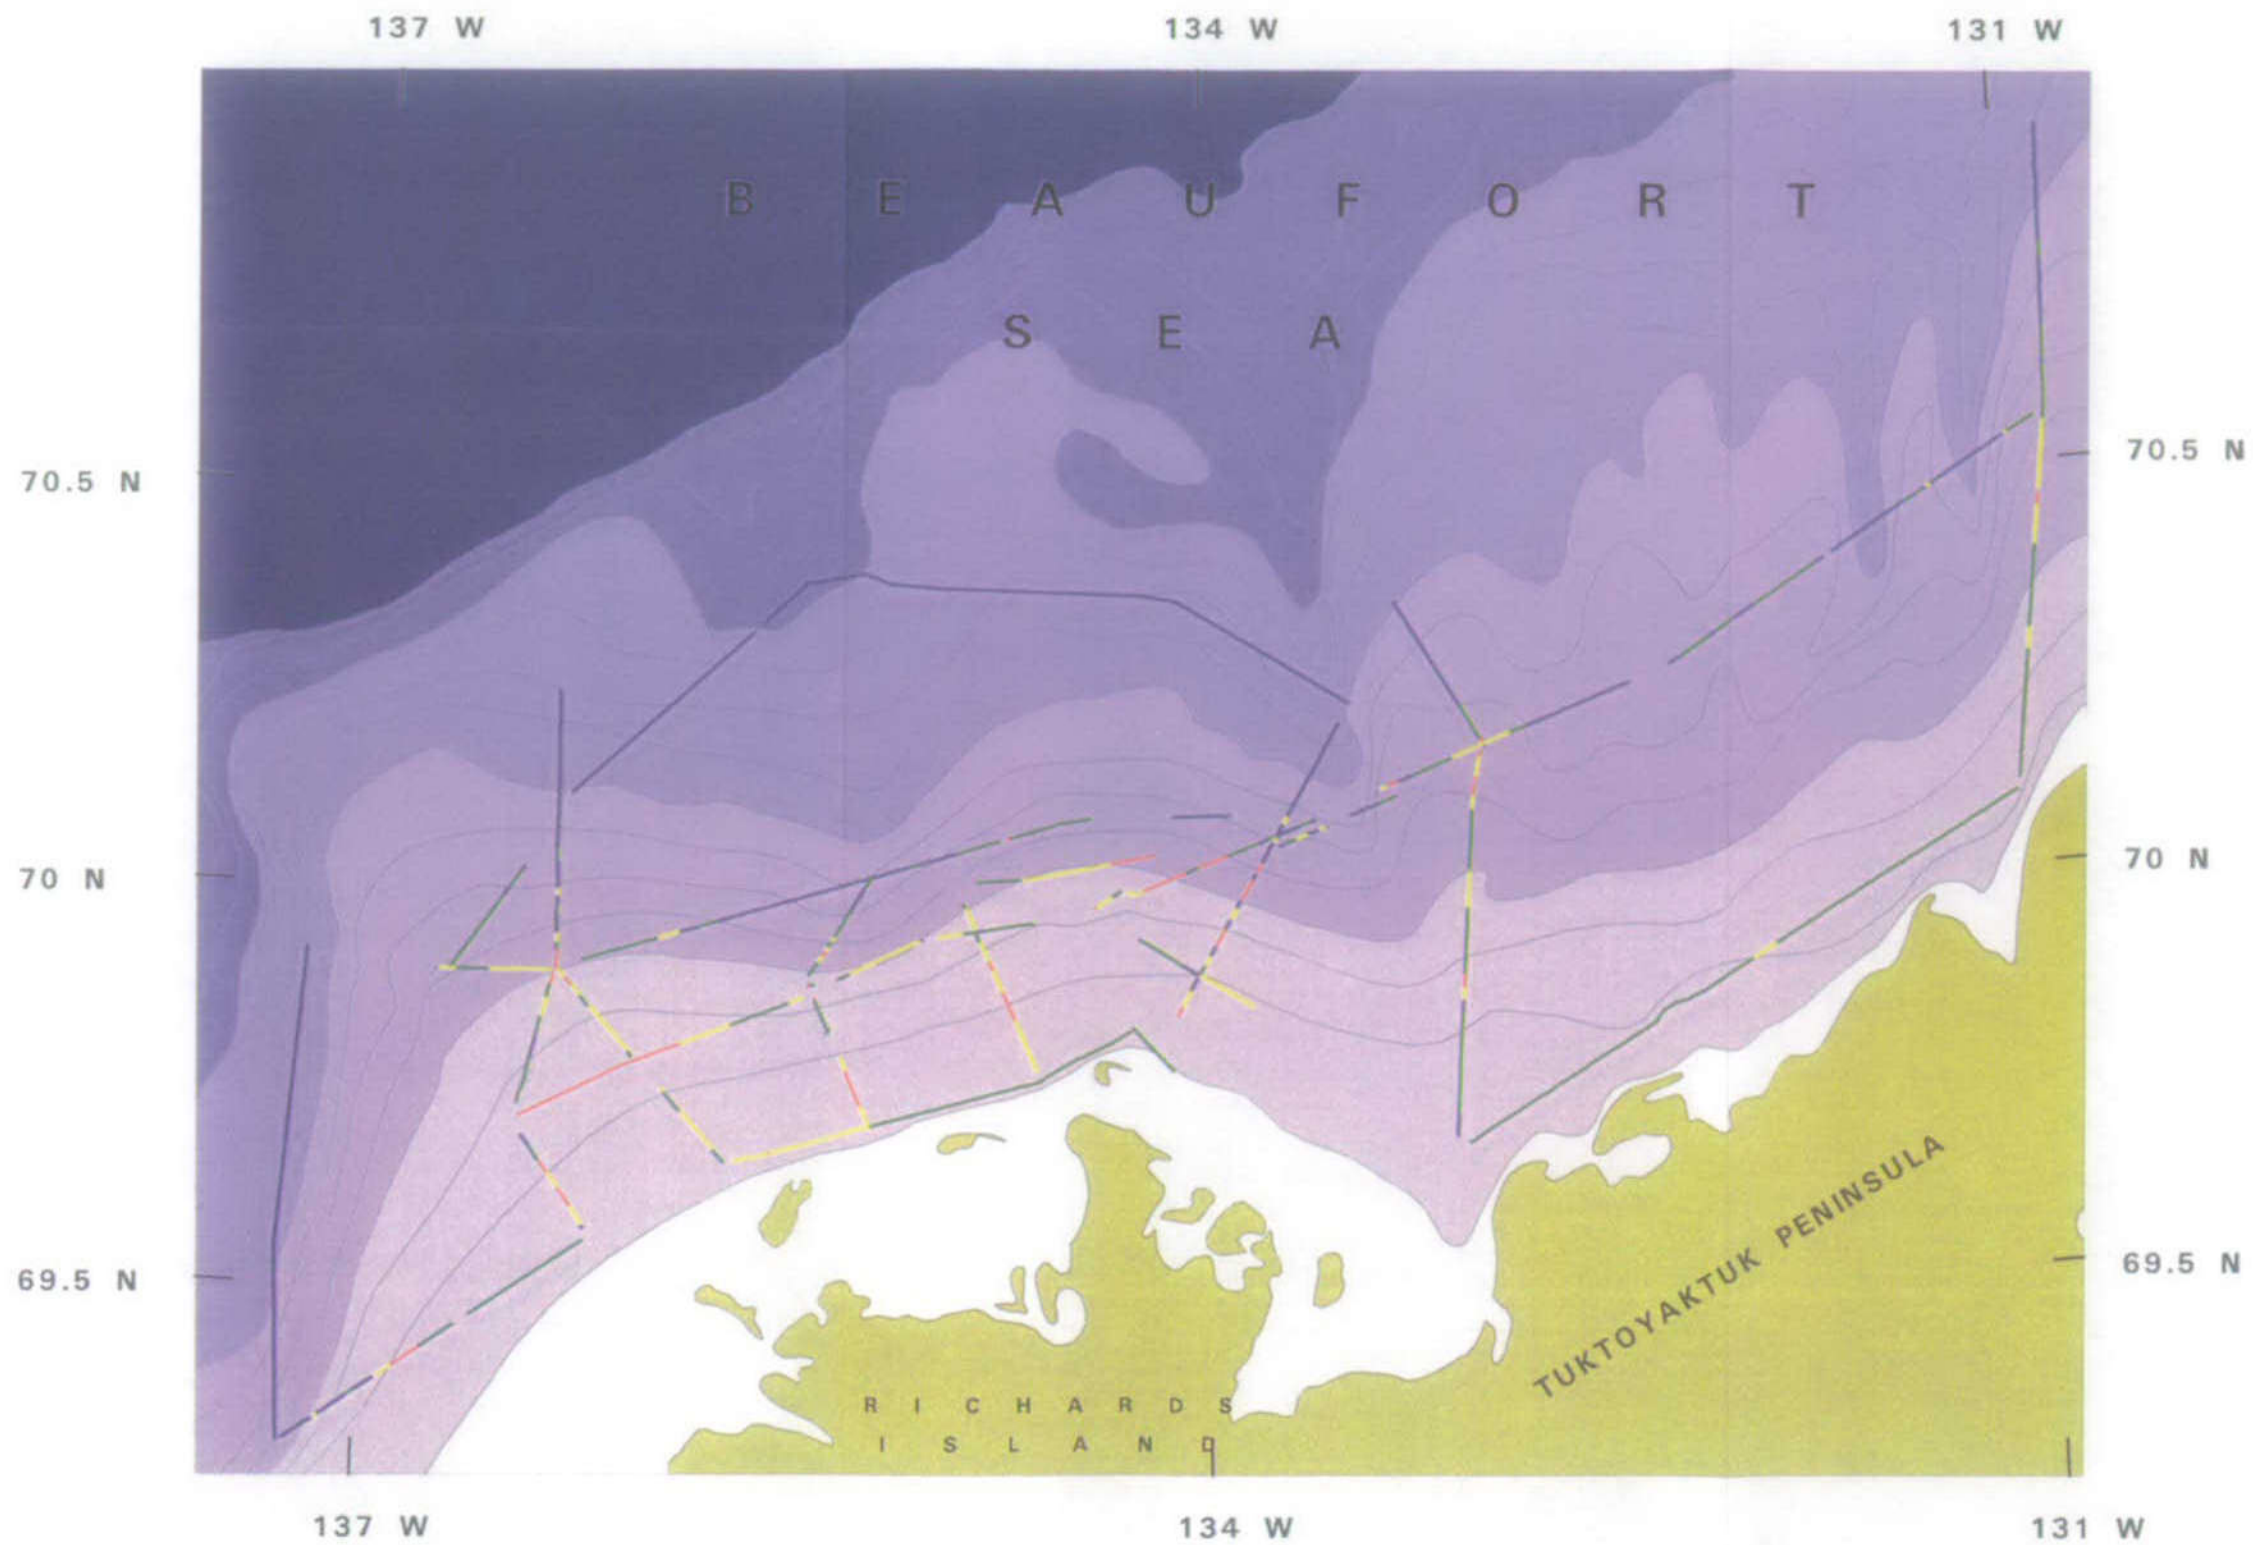 137 W 134 W 131 W
B E A U F O R T
S E A
70.5 N 70.5 N
70 N 70 N
69.5 N 69.5 N
TUKTOYAKTUK PENINSULA
R I C H A R D S
I S L A N D
137 W 134 W 131 W